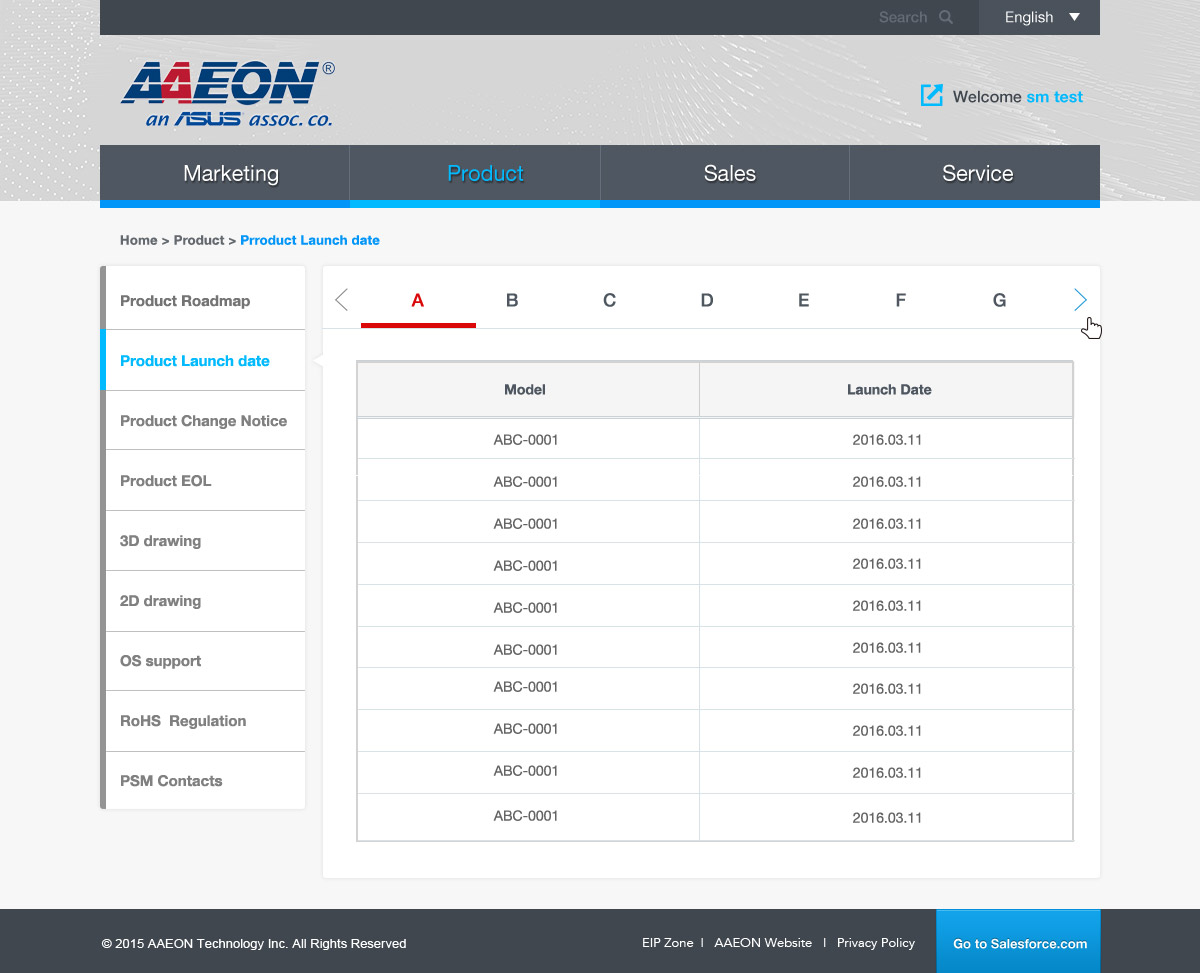 Search
English
AAEON®
an ASUS assoc. co.
Welcome sm test
Marketing Product Sales Service
Home > Product > Prroduct Launch date
Product Roadmap
Product Launch date
Product Change Notice
Product EOL
3D drawing
2D drawing
OS support
RoHS Regulation
PSM Contacts
A B C D E F G
Model Launch Date
ABC-0001 2016.03.11
ABC-0001 2016.03.11
ABC-0001 2016.03.11
ABC-0001 2016.03.11
ABC-0001 2016.03.11
ABC-0001 2016.03.11
ABC-0001 2016.03.11
ABC-0001 2016.03.11
ABC-0001 2016.03.11
ABC-0001 2016.03.11
© 2015 AAEON Technology Inc. All Rights Reserved
EIP Zone | AAEON Website | Privacy Policy
Go to Salesforce.com